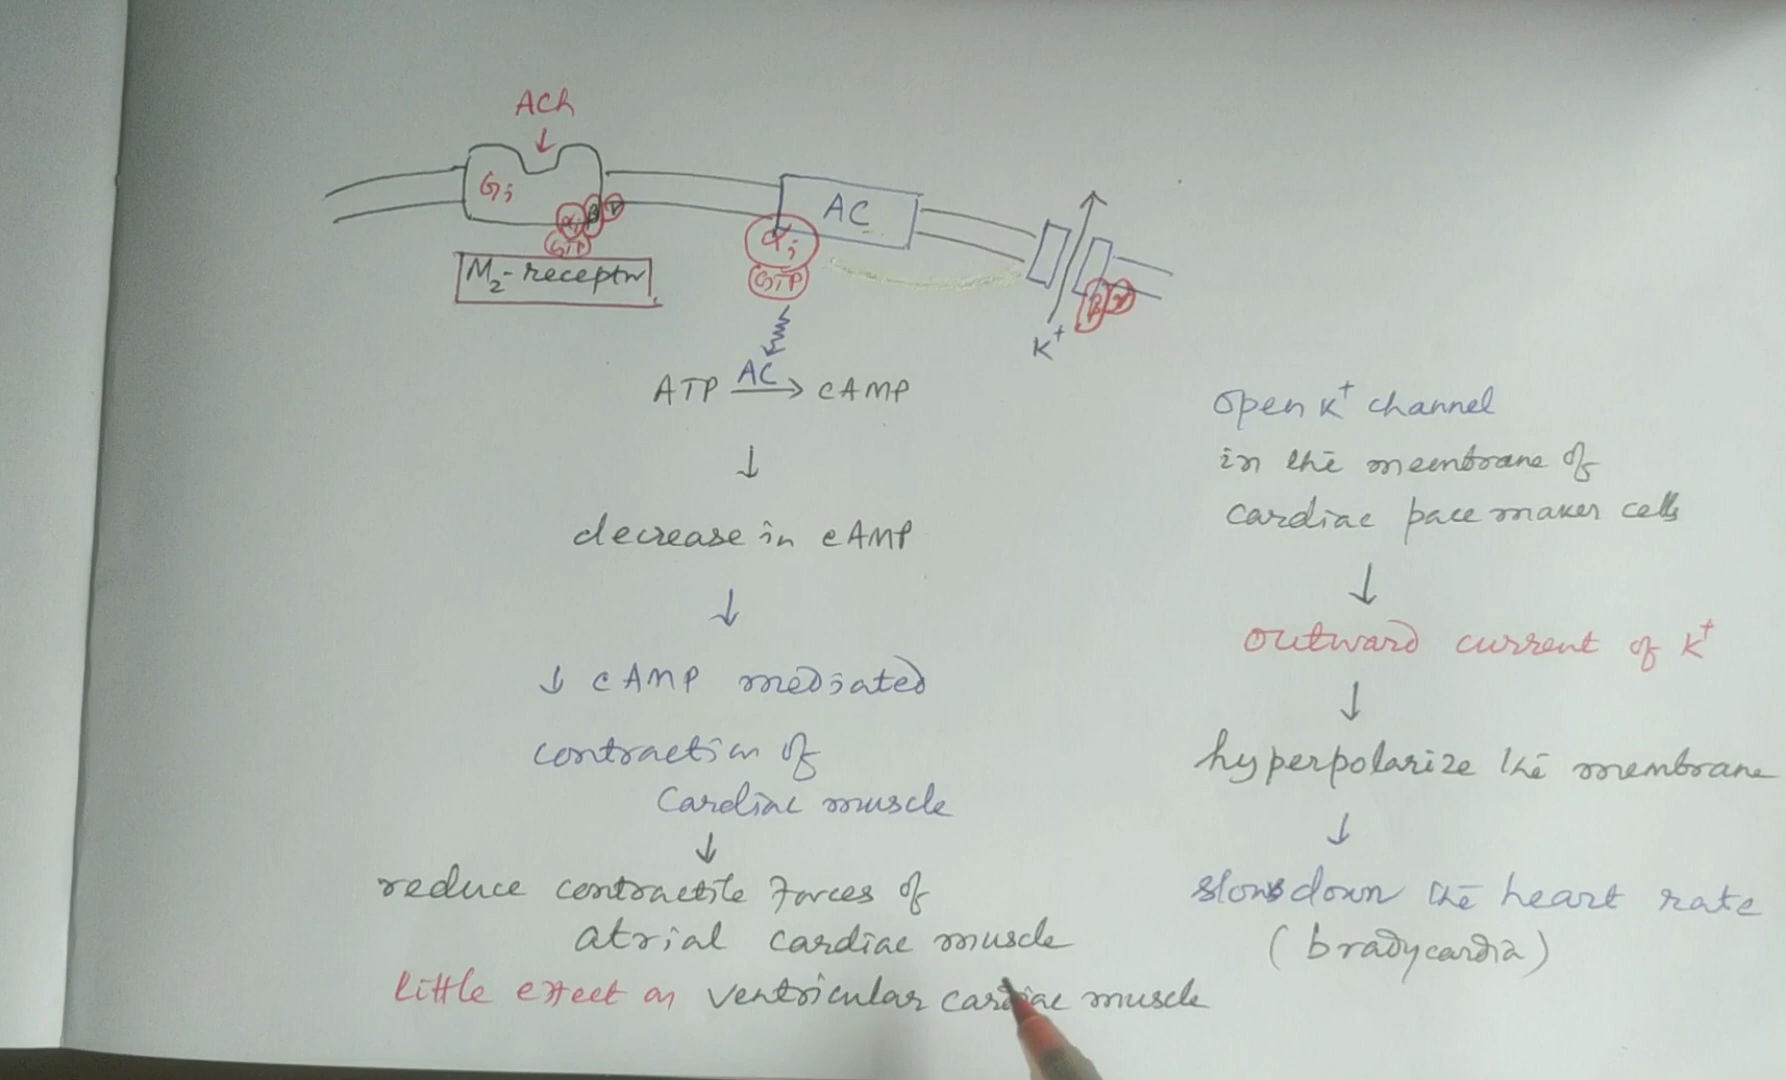 ACh
Gi
αi β γ
GTP
M2-receptor
AC
αi
GTP
β γ
K+
ATP AC → cAMP
↓
decrease in cAMP
↓
↓ cAMP mediated
contraction of
Cardiac muscle
↓
reduce contractile forces of
atrial cardiac muscle
little effect on ventricular cardiac muscle
open K+ channel
in the membrane of
cardiac pace maker cells
↓
outward current of K+
↓
hyperpolarize the membrane
↓
slows down the heart rate
(bradycardia)